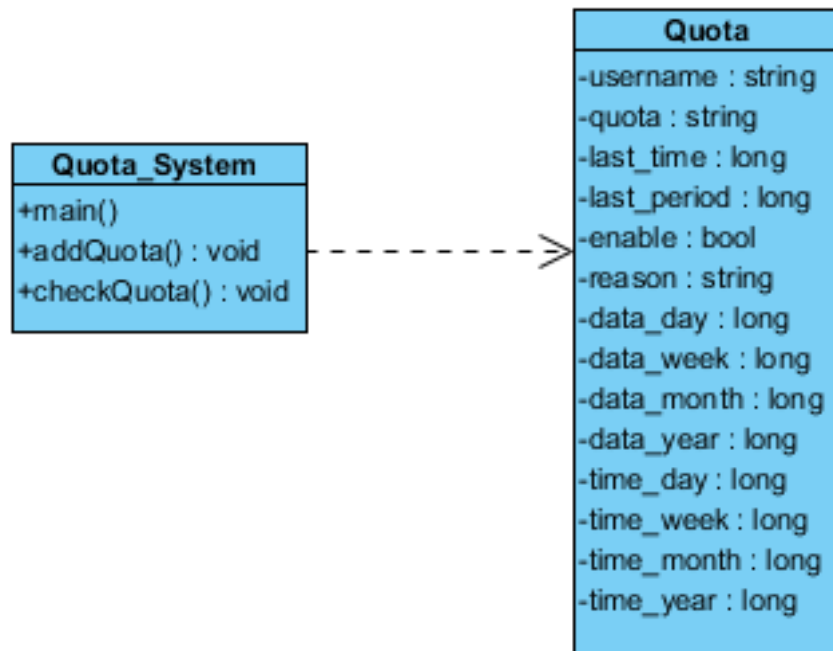 Quota_System
+main()
+addQuota() : void
+checkQuota() : void
Quota
-username : string
-quota : string
-last_time : long
-last_period : long
-enable : bool
-reason : string
-data_day : long
-data_week : long
-data_month : long
-data_year : long
-time_day : long
-time_week : long
-time_month : long
-time_year : long